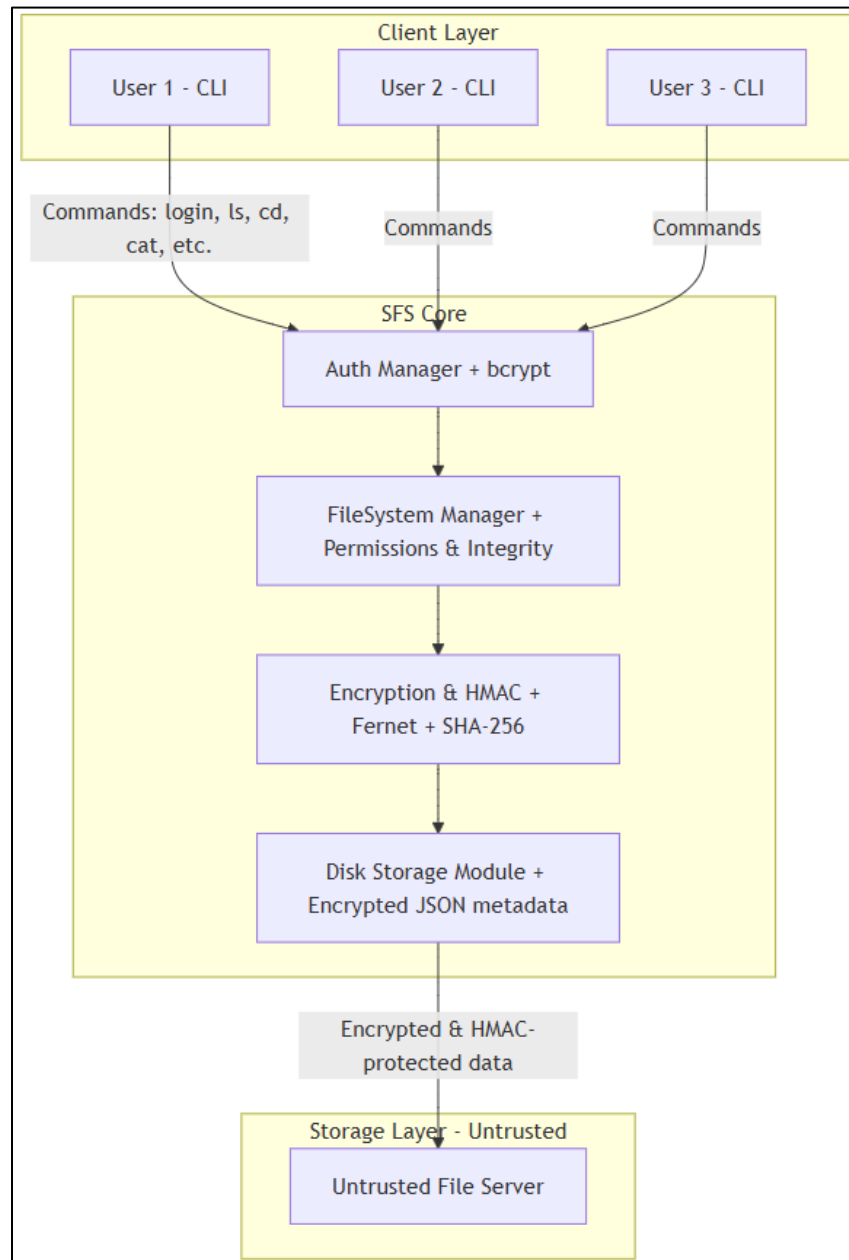 Client Layer
User 1 - CLI
User 2 - CLI
User 3 - CLI
Commands: login, ls, cd,
cat, etc.
Commands
Commands
SFS Core
Auth Manager + bcrypt
FileSystem Manager +
Permissions & Integrity
Encryption & HMAC +
Fernet + SHA-256
Disk Storage Module +
Encrypted JSON metadata
Encrypted & HMAC-
protected data
Storage Layer - Untrusted
Untrusted File Server